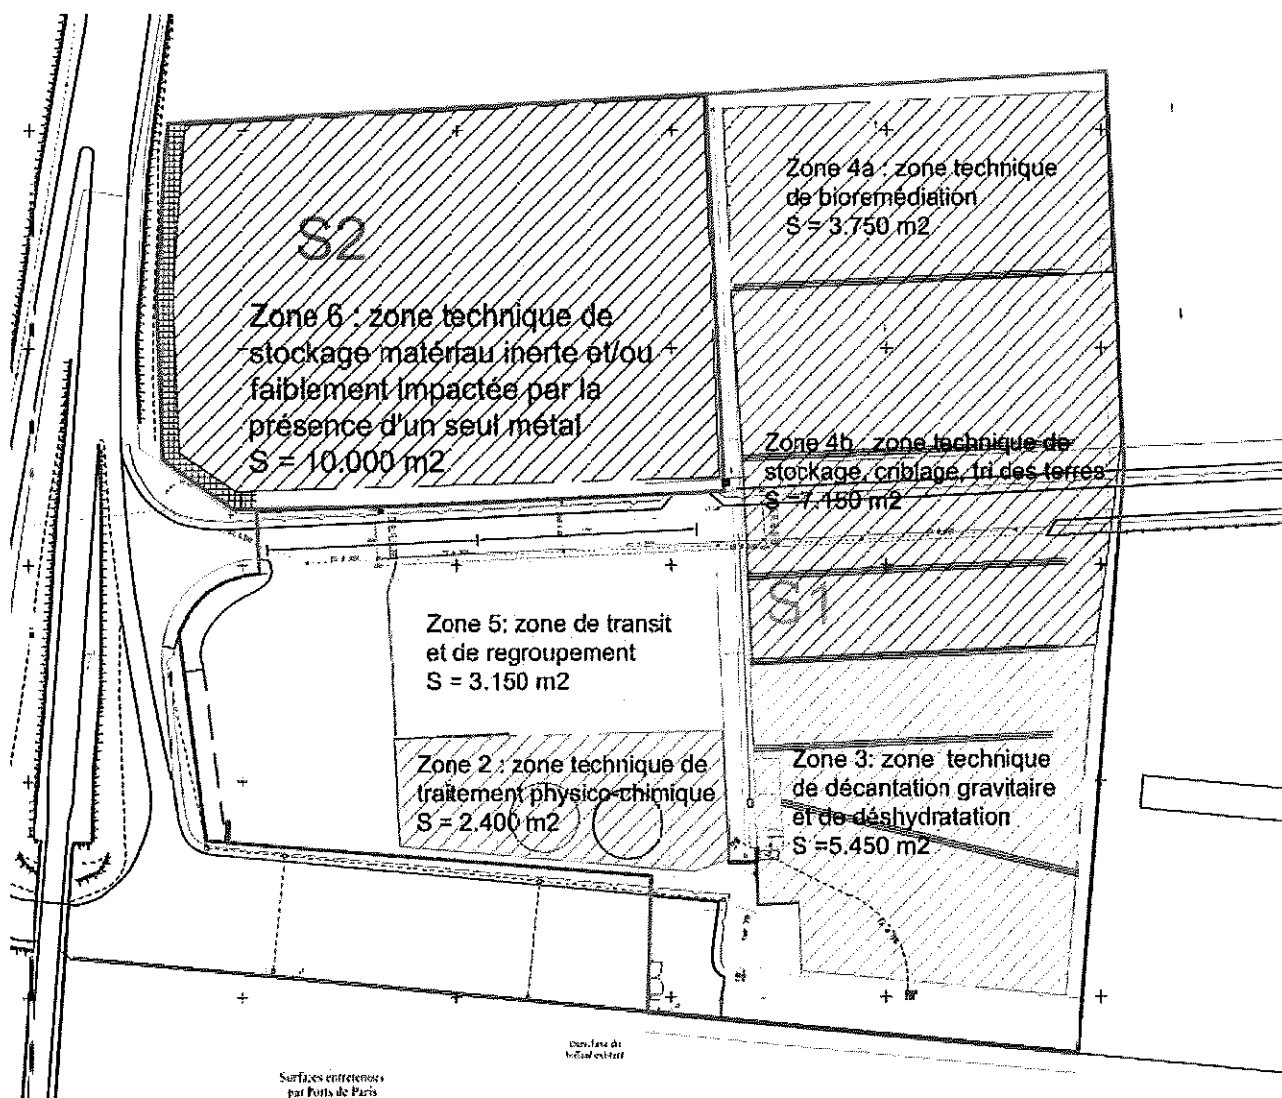 Zone 4a : zone technique
de bioremédiation
S = 3.750 m2
S2
Zone 6 : zone technique de
stockage matériau inerte et/ou
faiblement impactée par la
présence d'un seul métal
S = 10.000 m2
Zone 4b : zone technique de
stockage, criblage, tri des terres
S =7.150 m2
S1
Zone 5: zone de transit
et de regroupement
S = 3.150 m2
Zone 2 : zone technique de
traitement physico-chimique
S = 2.400 m2
Zone 3: zone technique
de décantation gravitaire
et de déshydratation
S =5.450 m2
Surfaces entretenues
par Ports de Paris